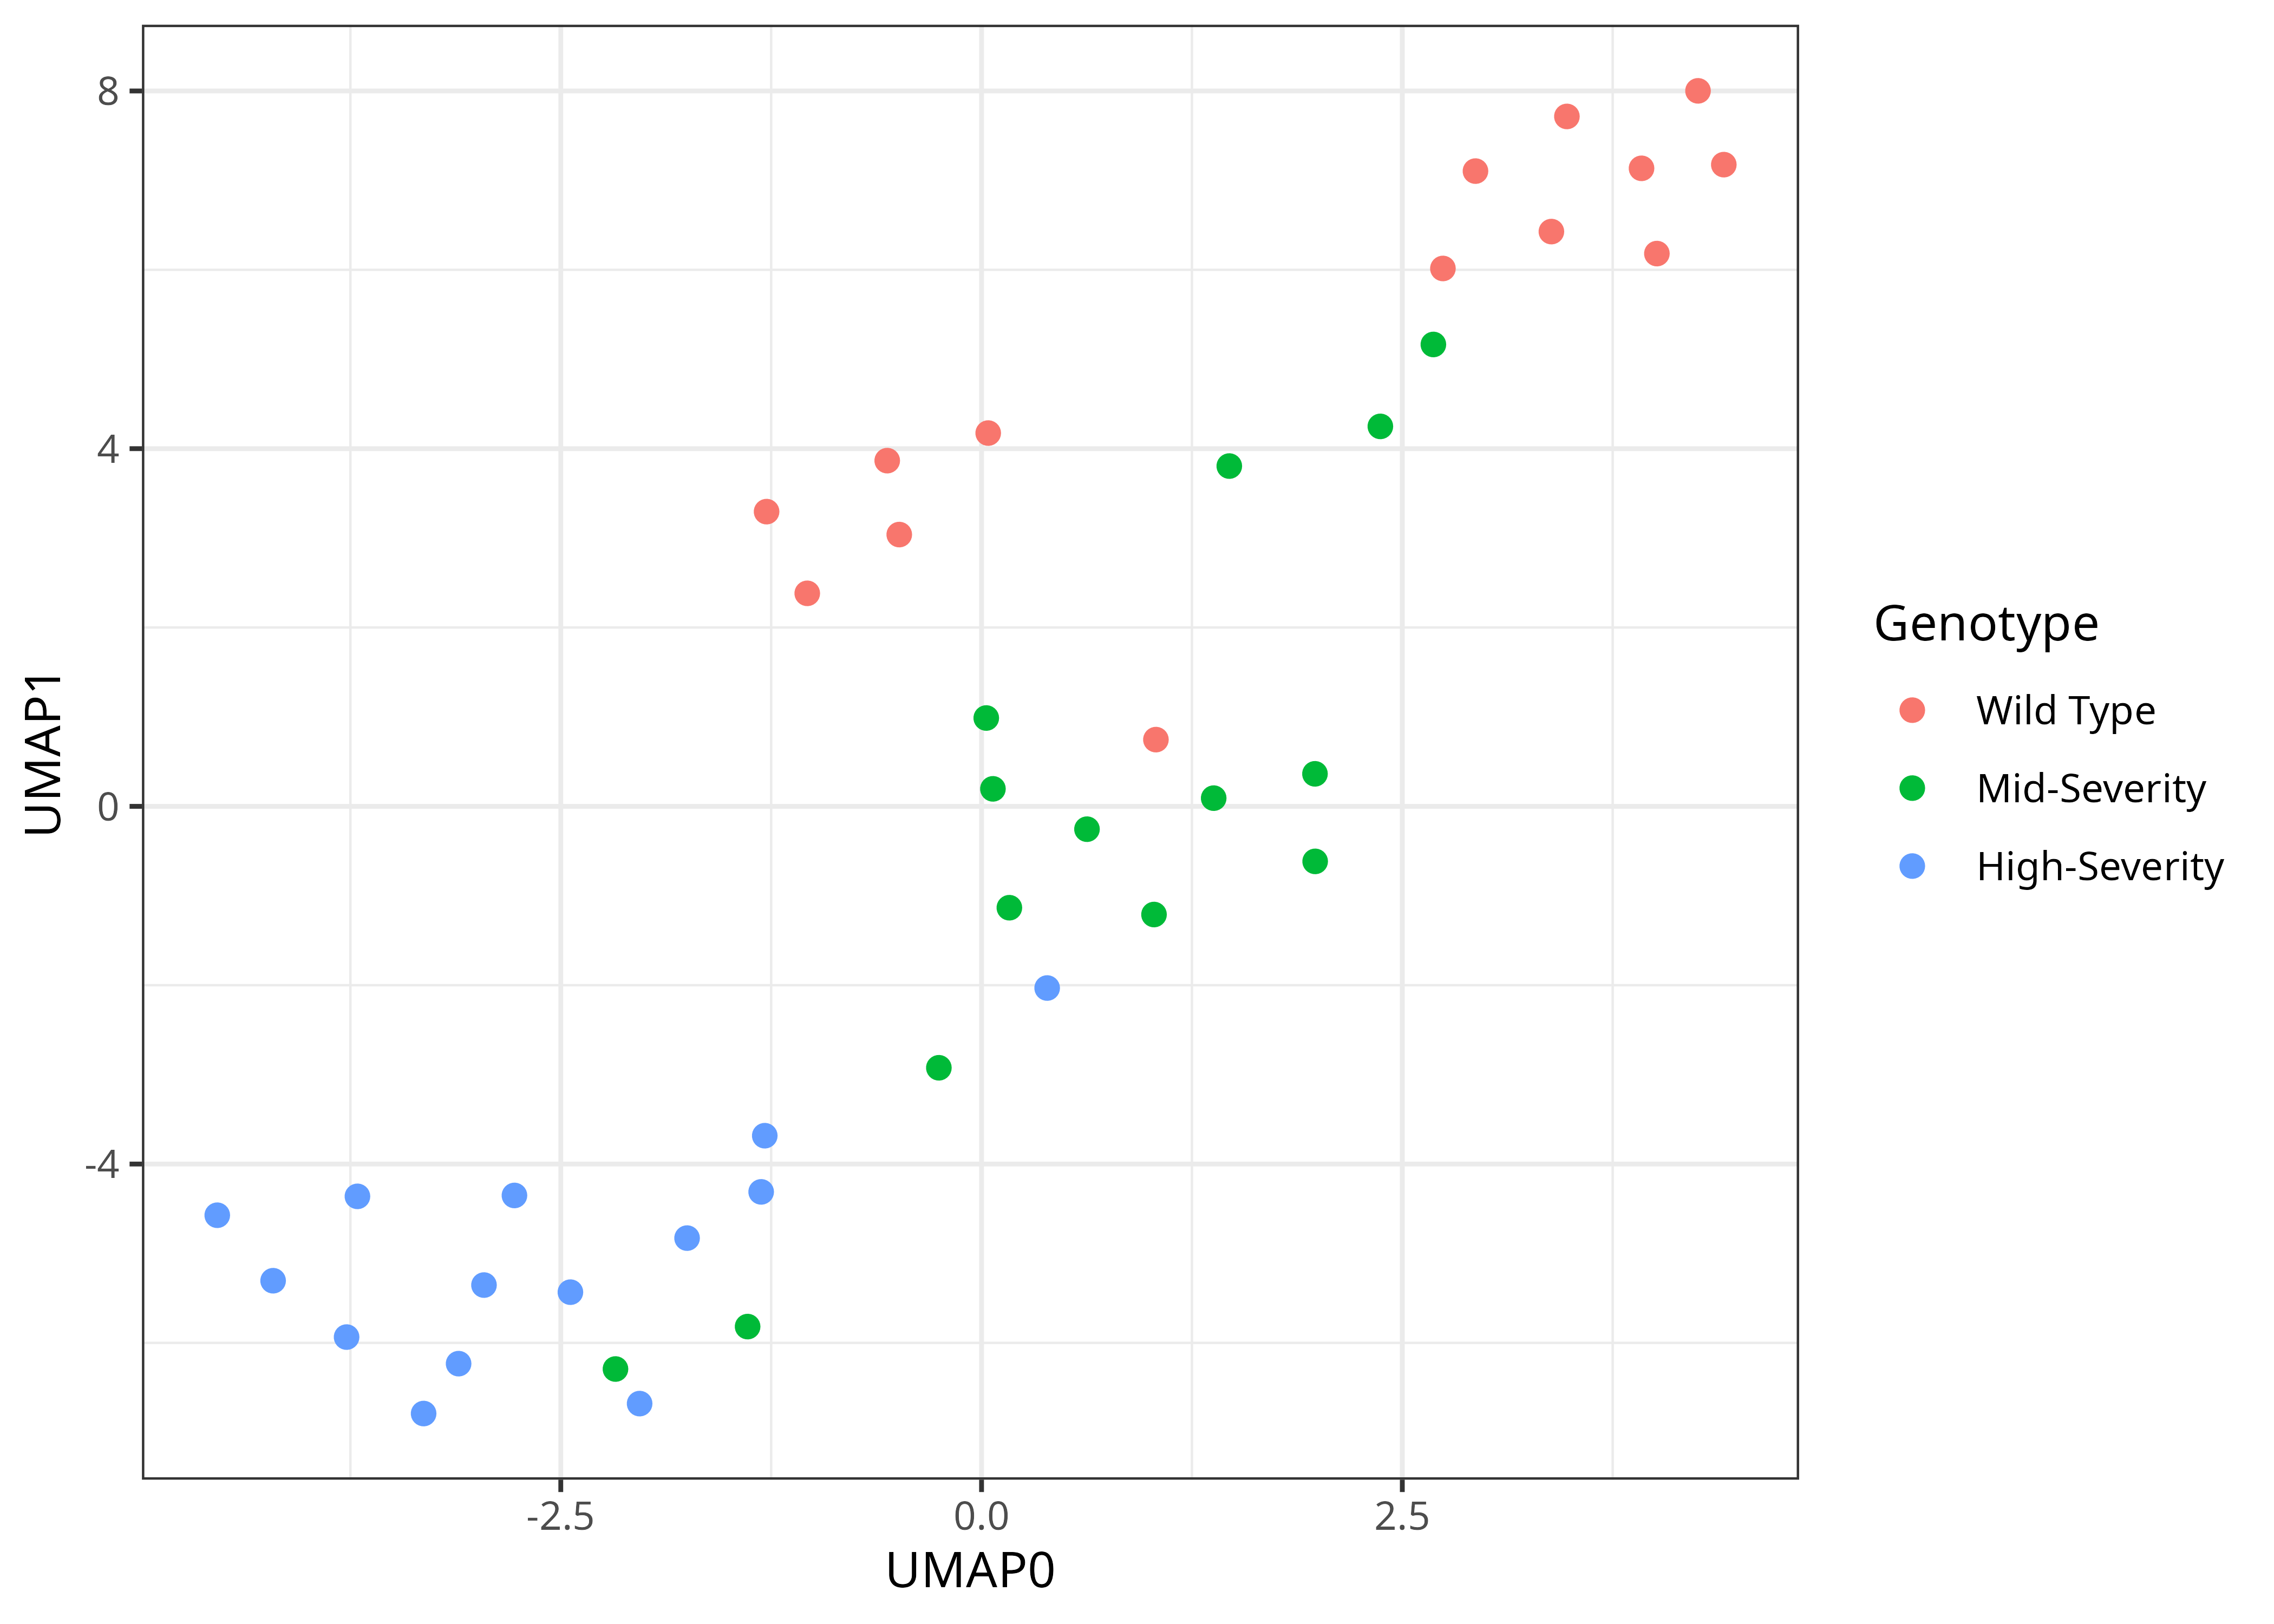 8
4
0
-4
-2.5
0.0
2.5
UMAP0
UMAP1
Genotype
Wild Type
Mid-Severity
High-Severity